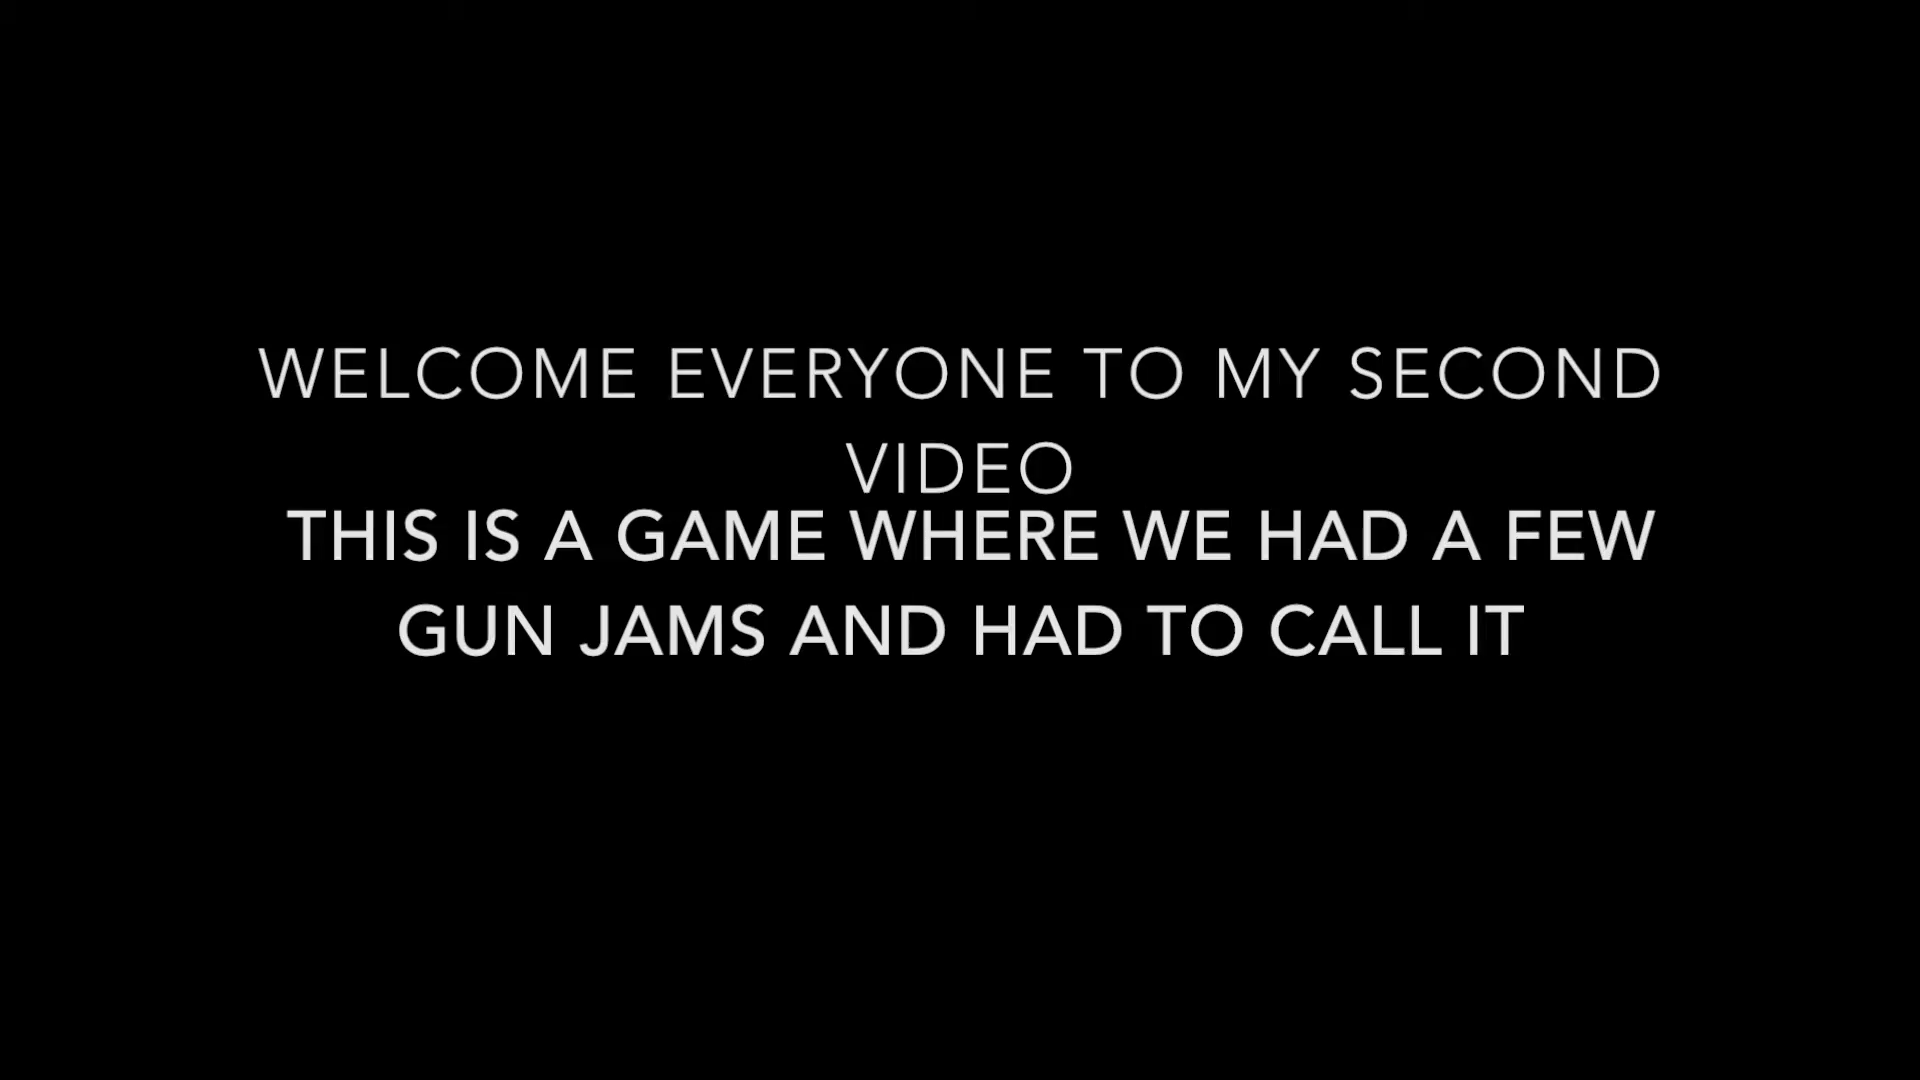 WELCOME EVERYONE TO MY SECOND
VIDEO
THIS IS A GAME WHERE WE HAD A FEW
GUN JAMS AND HAD TO CALL IT